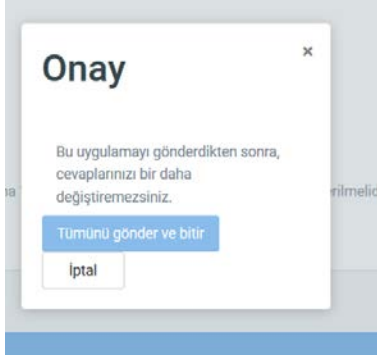 Onay
×
Bu uygulamayı gönderdikten sonra,
cevaplarınızı bir daha
değiştiremezsiniz.
Tümünü gönder ve bitir
İptal